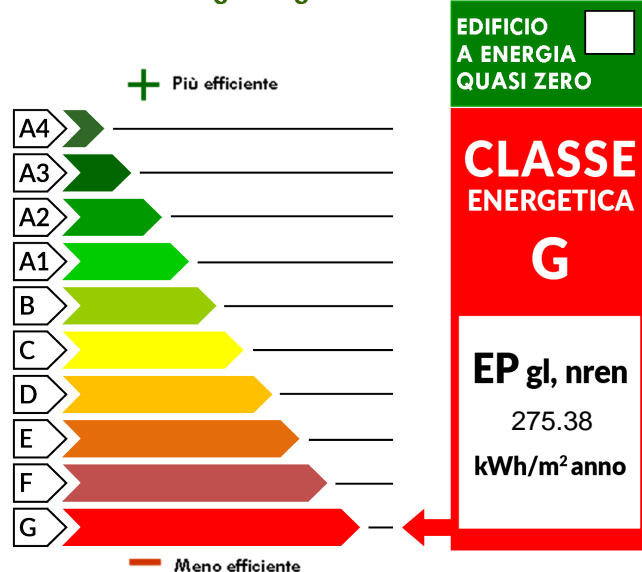 EDIFICIO
A ENERGIA
QUASI ZERO
Più efficiente
A4
A3
A2
A1
B
C
D
E
F
G
Meno efficiente
CLASSE
ENERGETICA
G
EP gl, nren
275.38
kWh/m² anno